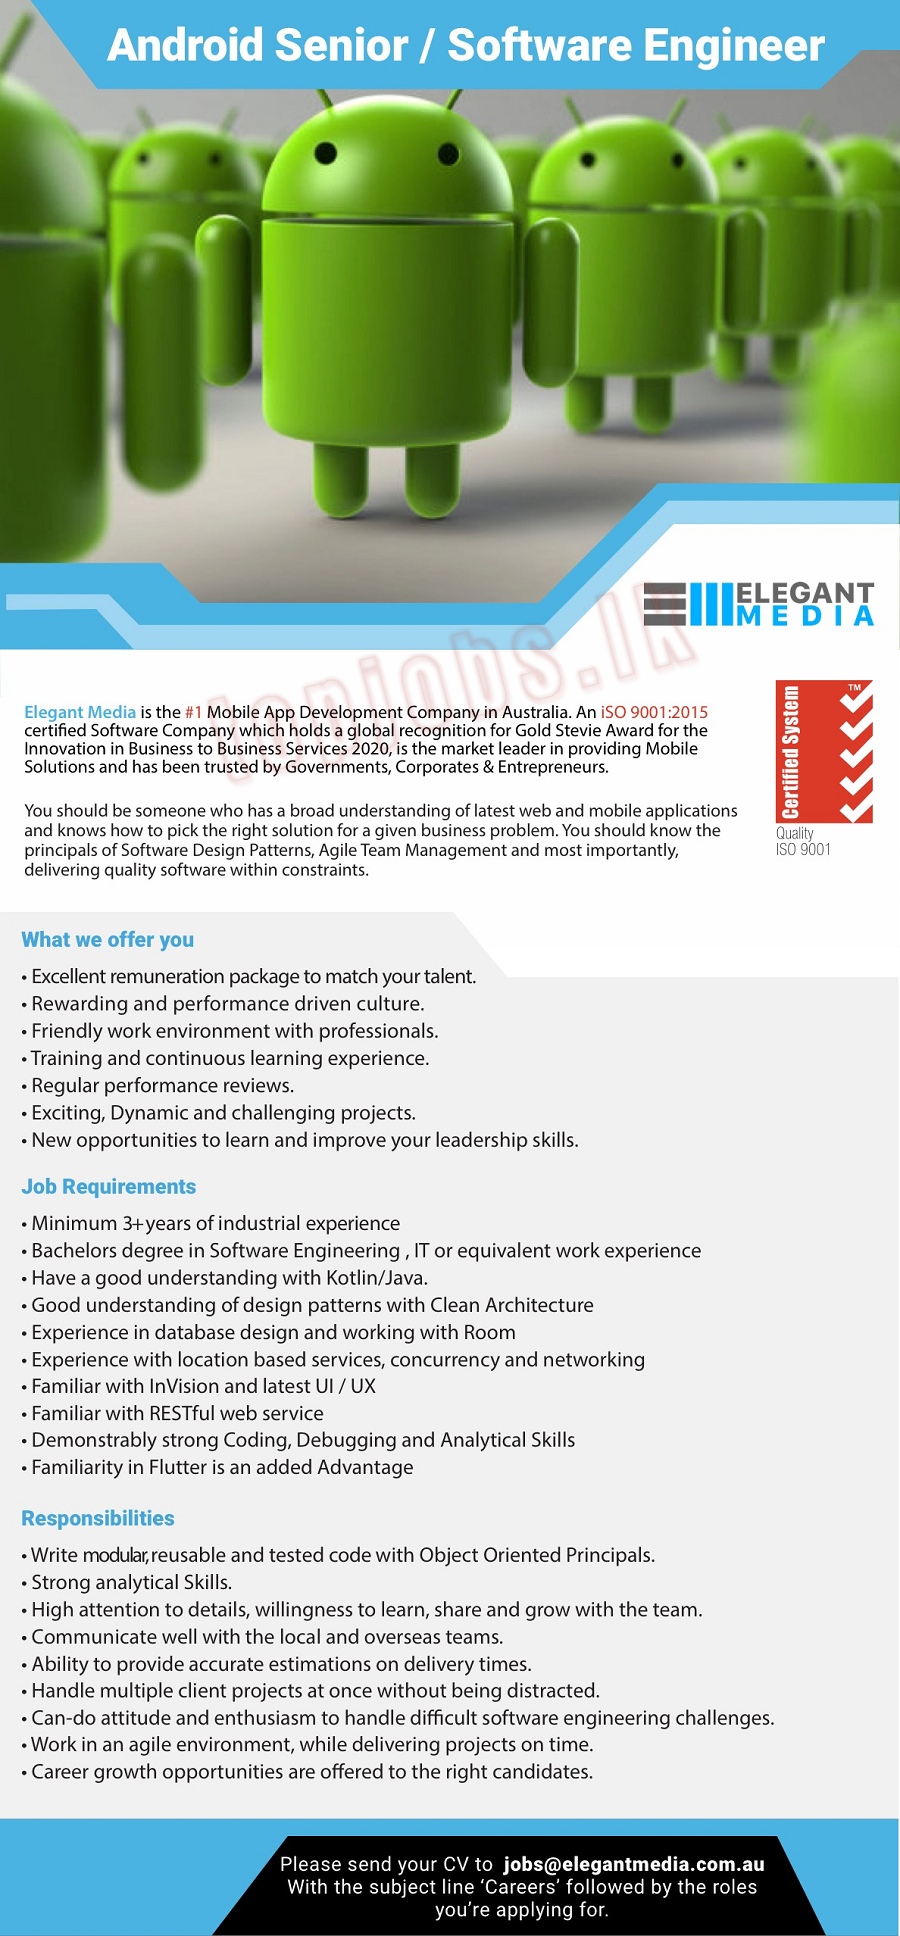 Android Senior / Software Engineer
ELEGANT
MEDIA
topjobs.lk
Elegant Media is the #1 Mobile App Development Company in Australia. An iSO 9001:2015
certified Software Company which holds a global recognition for Gold Stevie Award for the
Innovation in Business to Business Services 2020, is the market leader in providing Mobile
Solutions and has been trusted by Governments, Corporates & Entrepreneurs.
Certified System
TM
Quality
ISO 9001
You should be someone who has a broad understanding of latest web and mobile applications
and knows how to pick the right solution for a given business problem. You should know the
principals of Software Design Patterns, Agile Team Management and most importantly,
delivering quality software within constraints.
What we offer you
• Excellent remuneration package to match your talent.
• Rewarding and performance driven culture.
• Friendly work environment with professionals.
• Training and continuous learning experience.
• Regular performance reviews.
• Exciting, Dynamic and challenging projects.
• New opportunities to learn and improve your leadership skills.
Job Requirements
• Minimum 3+years of industrial experience
• Bachelors degree in Software Engineering , IT or equivalent work experience
• Have a good understanding with Kotlin/Java.
• Good understanding of design patterns with Clean Architecture
• Experience in database design and working with Room
• Experience with location based services, concurrency and networking
• Familiar with InVision and latest UI / UX
• Familiar with RESTful web service
• Demonstrably strong Coding, Debugging and Analytical Skills
• Familiarity in Flutter is an added Advantage
Responsibilities
• Write modular,reusable and tested code with Object Oriented Principals.
• Strong analytical Skills.
• High attention to details, willingness to learn, share and grow with the team.
• Communicate well with the local and overseas teams.
• Ability to provide accurate estimations on delivery times.
• Handle multiple client projects at once without being distracted.
• Can-do attitude and enthusiasm to handle difficult software engineering challenges.
• Work in an agile environment, while delivering projects on time.
• Career growth opportunities are offered to the right candidates.
Please send your CV to jobs@elegantmedia.com.au
With the subject line ‘Careers’ followed by the roles
you’re applying for.